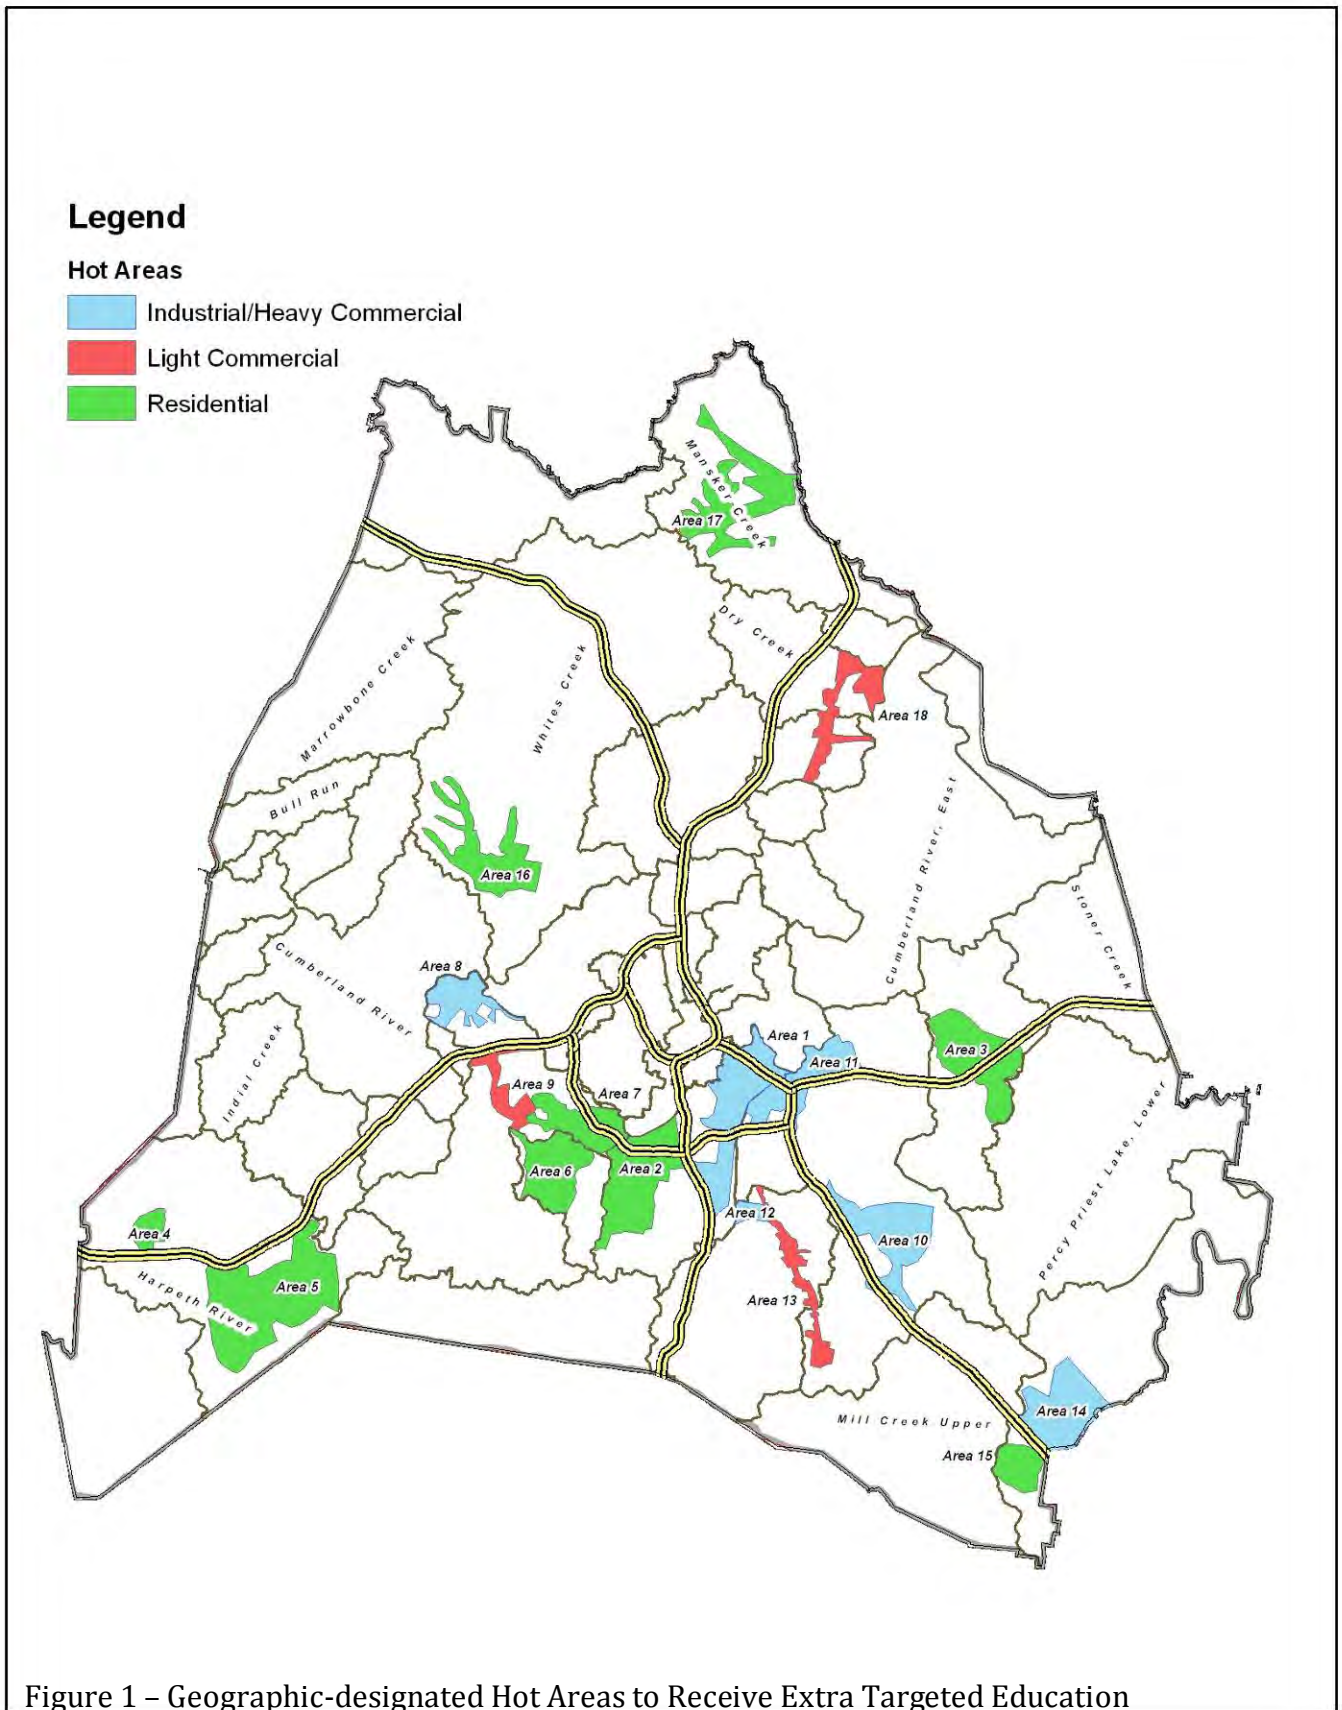 Legend
Hot Areas
Industrial/Heavy Commercial
Light Commercial
Residential
Mansker Creek
Area 17
Dry Creek
Marrowbone Creek
Whites Creek
Area 18
Bull Run
Cumberland River, East
Area 16
Stoner Creek
Cumberland River
Area 8
Indial Creek
Area 1
Area 11
Area 3
Area 9
Area 7
Percy Priest Lake, Lower
Area 6
Area 2
Area 12
Area 4
Area 10
Area 5
Harpeth River
Area 13
Area 14
Mill Creek Upper
Area 15
Figure 1 – Geographic-designated Hot Areas to Receive Extra Targeted Education